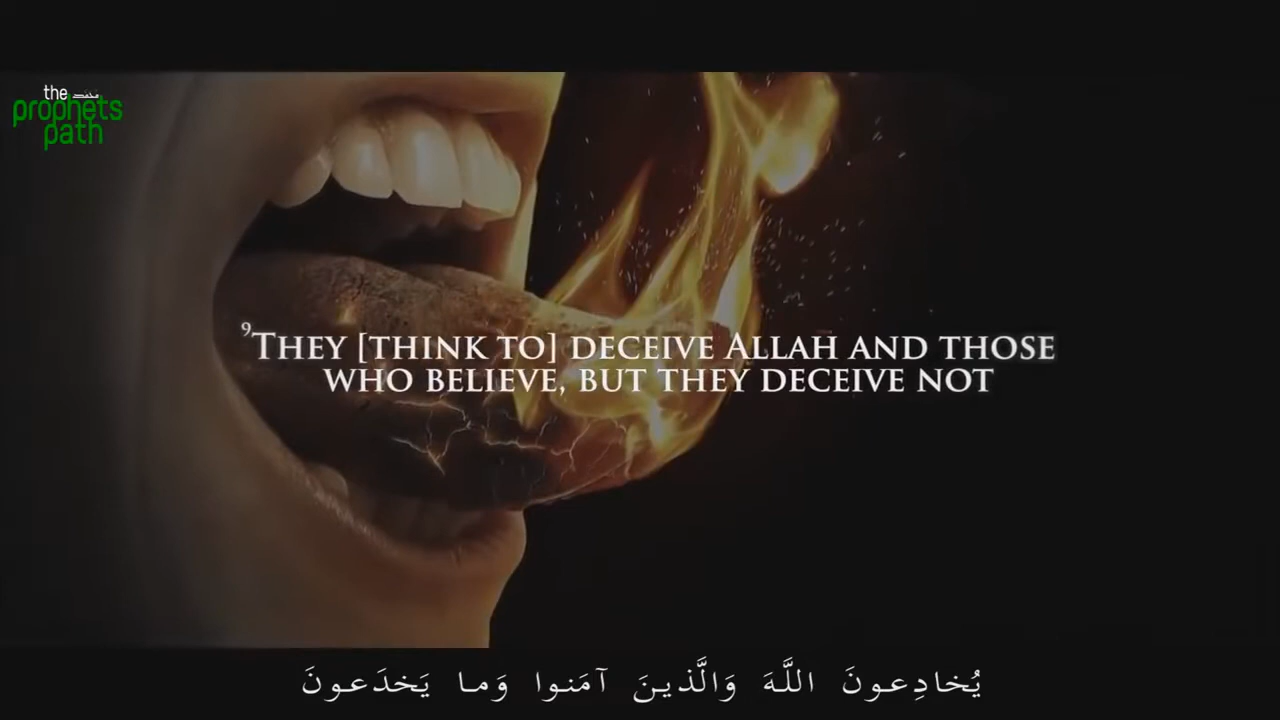 the محمد
prophets
path
⁹They [think to] deceive Allah and those
who believe, but they deceive not
يُخادِعونَ اللَّهَ وَالَّذينَ آمَنوا وَما يَخدَعونَ